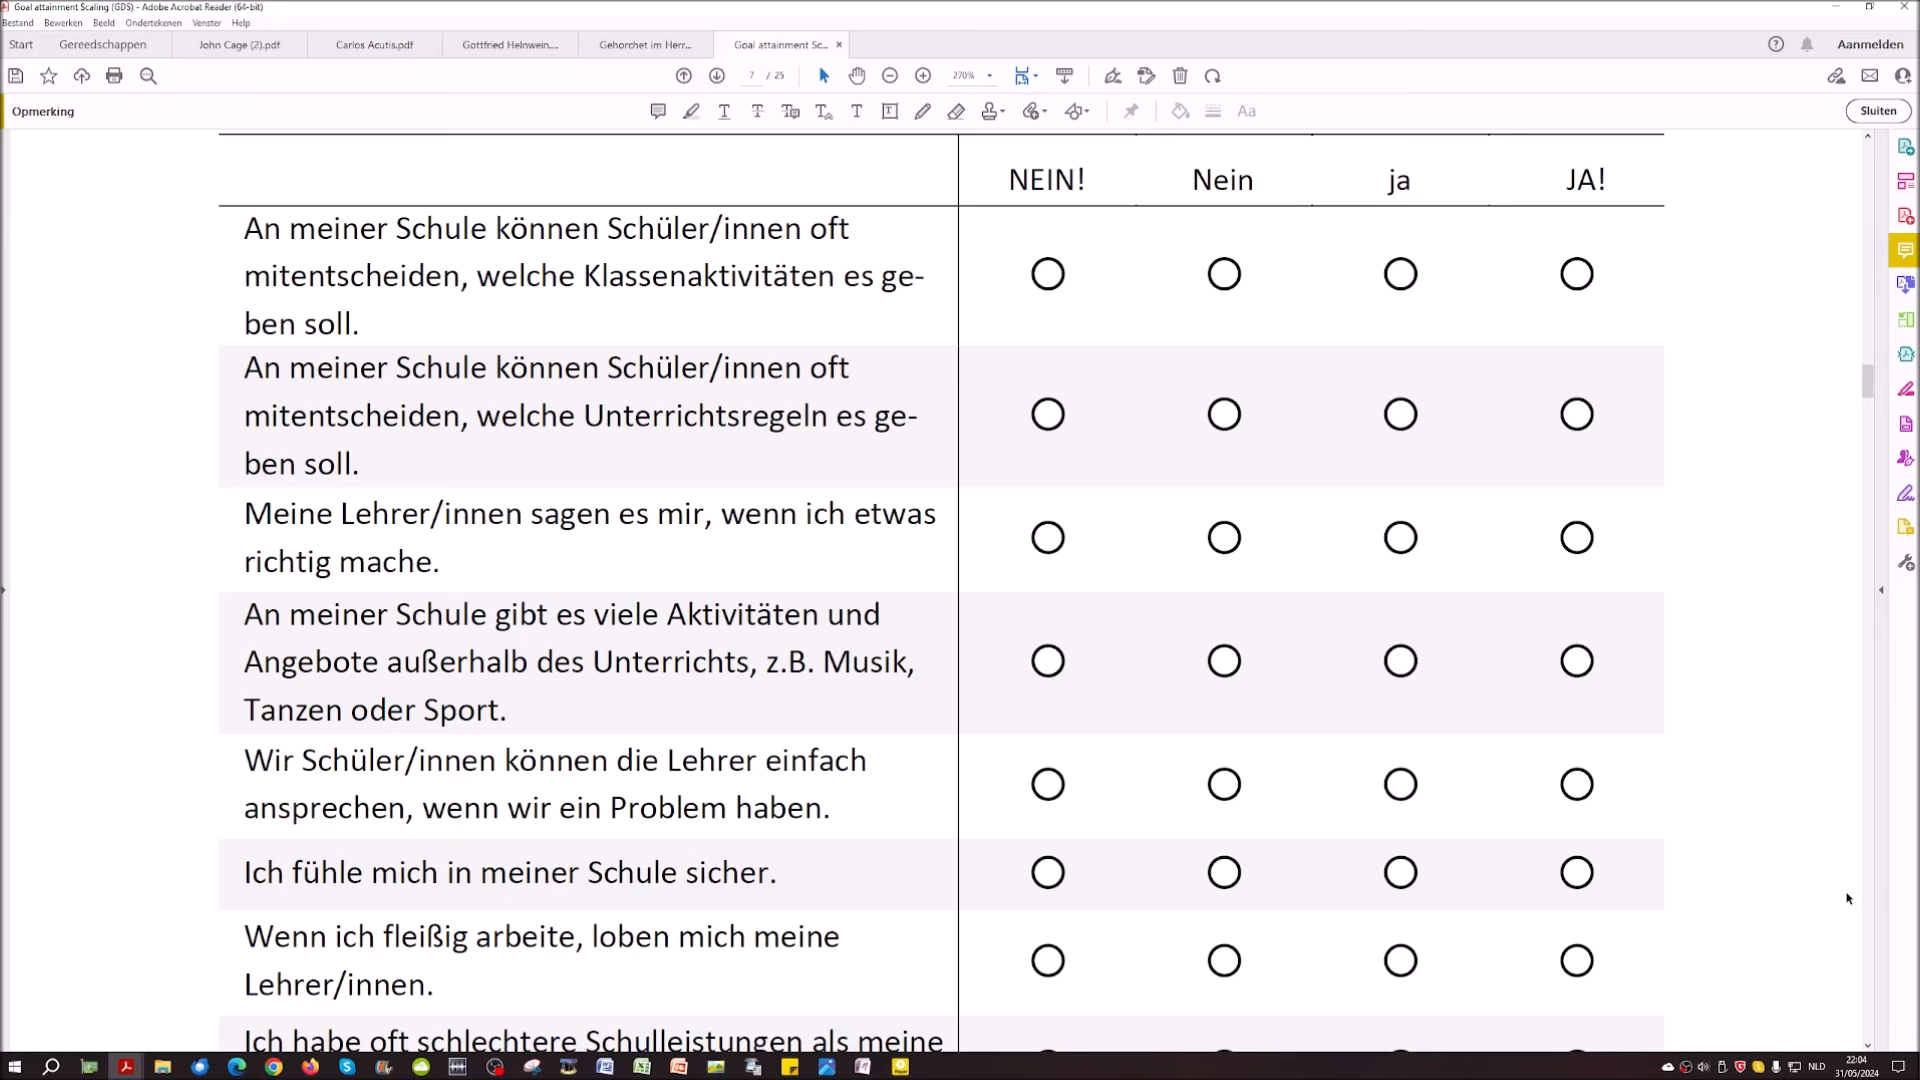 Goal attainment Scaling (GDS) - Adobe Acrobat Reader (64-bit)
Bestand Bewerken Beeld Ondertekenen Venster Help
Start Gereedschappen John Cage (2).pdf Carlos Acutis.pdf Gottfried Helnwein.... Gehorchet im Herr... Goal attainment Sc... × Aanmelden
7 / 25 270%
Opmerking Aa Sluiten
NEIN! Nein ja JA!
An meiner Schule können Schüler/innen oft
mitentscheiden, welche Klassenaktivitäten es ge-
ben soll.
An meiner Schule können Schüler/innen oft
mitentscheiden, welche Unterrichtsregeln es ge-
ben soll.
Meine Lehrer/innen sagen es mir, wenn ich etwas
richtig mache.
An meiner Schule gibt es viele Aktivitäten und
Angebote außerhalb des Unterrichts, z.B. Musik,
Tanzen oder Sport.
Wir Schüler/innen können die Lehrer einfach
ansprechen, wenn wir ein Problem haben.
Ich fühle mich in meiner Schule sicher.
Wenn ich fleißig arbeite, loben mich meine
Lehrer/innen.
Ich habe oft schlechtere Schulleistungen als meine
NLD 22:04
31/05/2024